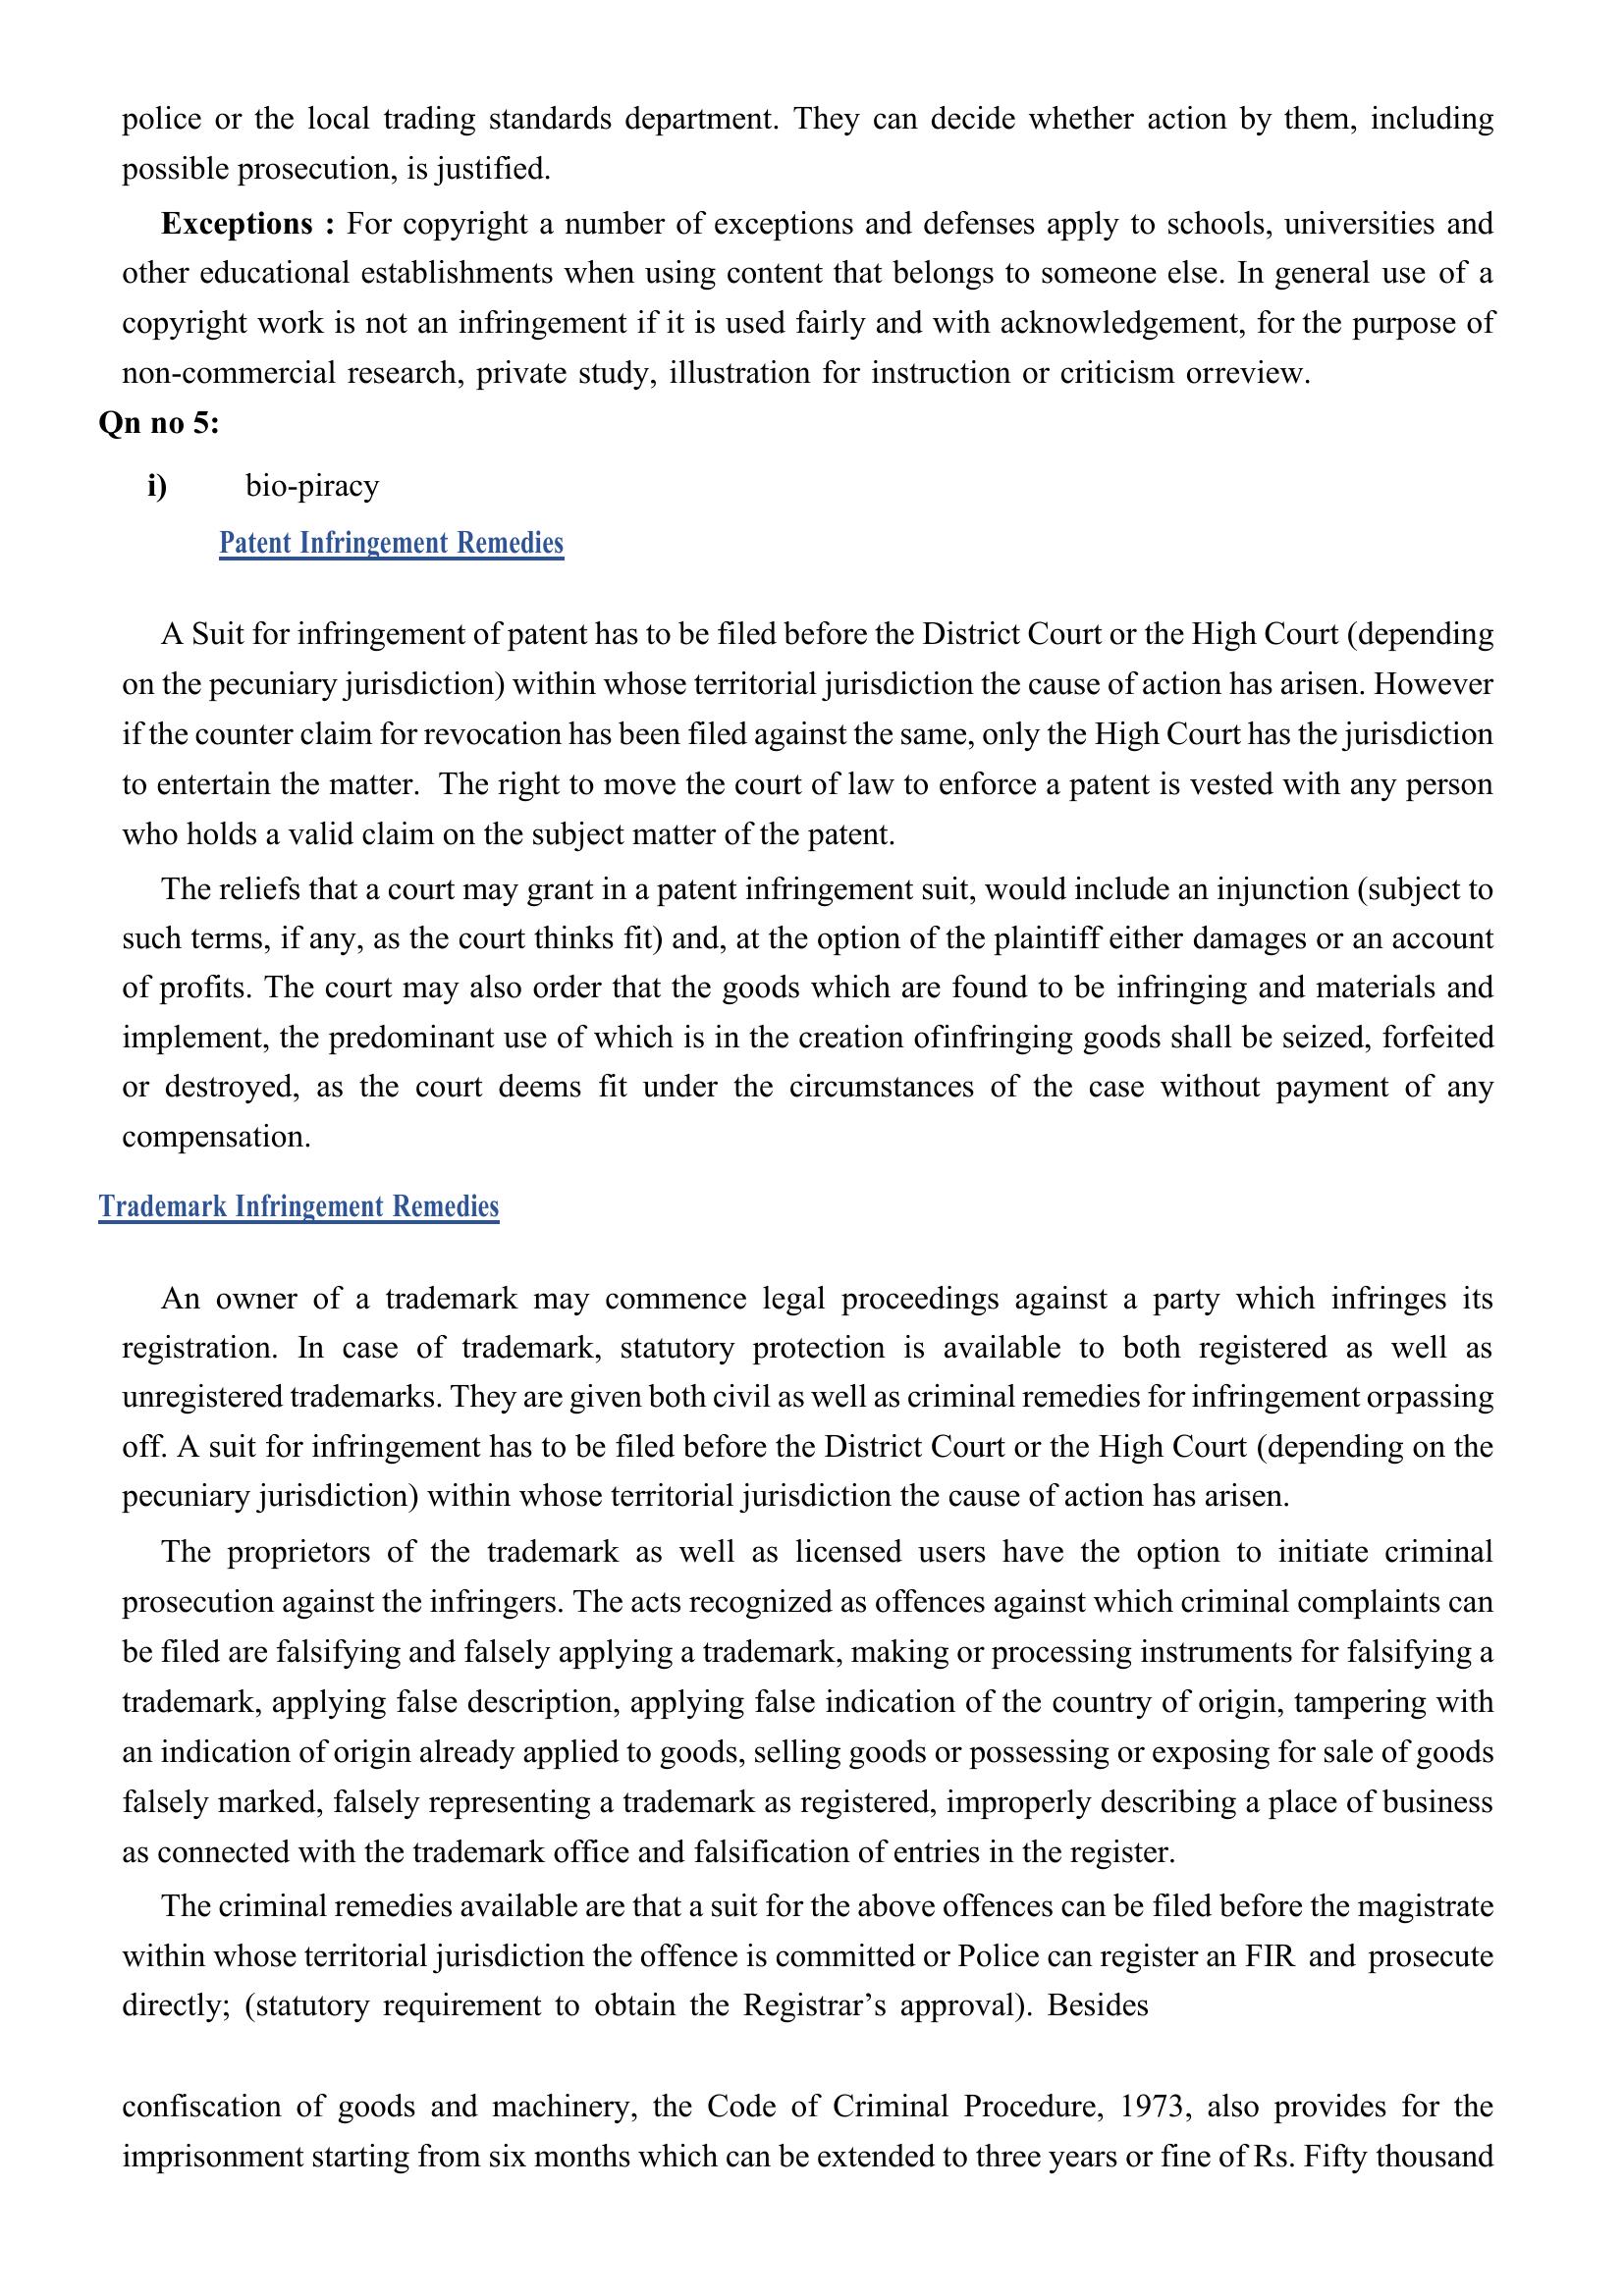 police or the local trading standards department. They can decide whether action by them, including
possible prosecution, is justified.
Exceptions : For copyright a number of exceptions and defenses apply to schools, universities and
other educational establishments when using content that belongs to someone else. In general use of a
copyright work is not an infringement if it is used fairly and with acknowledgement, for the purpose of
non-commercial research, private study, illustration for instruction or criticism orreview.
Qn no 5:
i) bio-piracy
Patent Infringement Remedies
A Suit for infringement of patent has to be filed before the District Court or the High Court (depending
on the pecuniary jurisdiction) within whose territorial jurisdiction the cause of action has arisen. However
if the counter claim for revocation has been filed against the same, only the High Court has the jurisdiction
to entertain the matter. The right to move the court of law to enforce a patent is vested with any person
who holds a valid claim on the subject matter of the patent.
The reliefs that a court may grant in a patent infringement suit, would include an injunction (subject to
such terms, if any, as the court thinks fit) and, at the option of the plaintiff either damages or an account
of profits. The court may also order that the goods which are found to be infringing and materials and
implement, the predominant use of which is in the creation ofinfringing goods shall be seized, forfeited
or destroyed, as the court deems fit under the circumstances of the case without payment of any
compensation.
Trademark Infringement Remedies
An owner of a trademark may commence legal proceedings against a party which infringes its
registration. In case of trademark, statutory protection is available to both registered as well as
unregistered trademarks. They are given both civil as well as criminal remedies for infringement orpassing
off. A suit for infringement has to be filed before the District Court or the High Court (depending on the
pecuniary jurisdiction) within whose territorial jurisdiction the cause of action has arisen.
The proprietors of the trademark as well as licensed users have the option to initiate criminal
prosecution against the infringers. The acts recognized as offences against which criminal complaints can
be filed are falsifying and falsely applying a trademark, making or processing instruments for falsifying a
trademark, applying false description, applying false indication of the country of origin, tampering with
an indication of origin already applied to goods, selling goods or possessing or exposing for sale of goods
falsely marked, falsely representing a trademark as registered, improperly describing a place of business
as connected with the trademark office and falsification of entries in the register.
The criminal remedies available are that a suit for the above offences can be filed before the magistrate
within whose territorial jurisdiction the offence is committed or Police can register an FIR and prosecute
directly; (statutory requirement to obtain the Registrar’s approval). Besides
confiscation of goods and machinery, the Code of Criminal Procedure, 1973, also provides for the
imprisonment starting from six months which can be extended to three years or fine of Rs. Fifty thousand